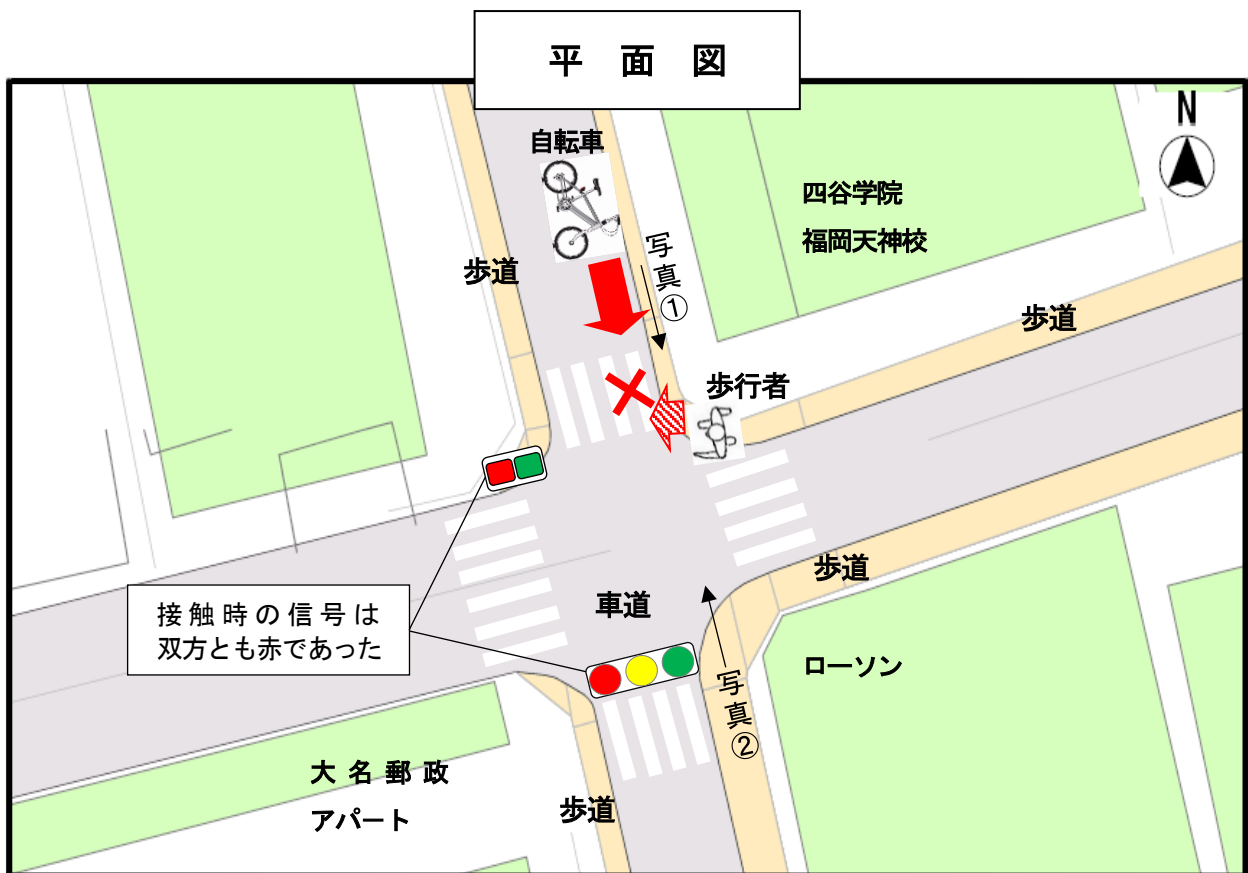 平面図
N
自転車
四谷学院
福岡天神校
写真①
歩道
歩道
歩行者
歩道
車道
接触時の信号は
双方とも赤であった
ローソン
写真②
大名郵政
アパート
歩道